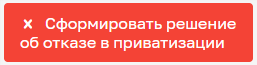 × Сформировать решение
об отказе в приватизации